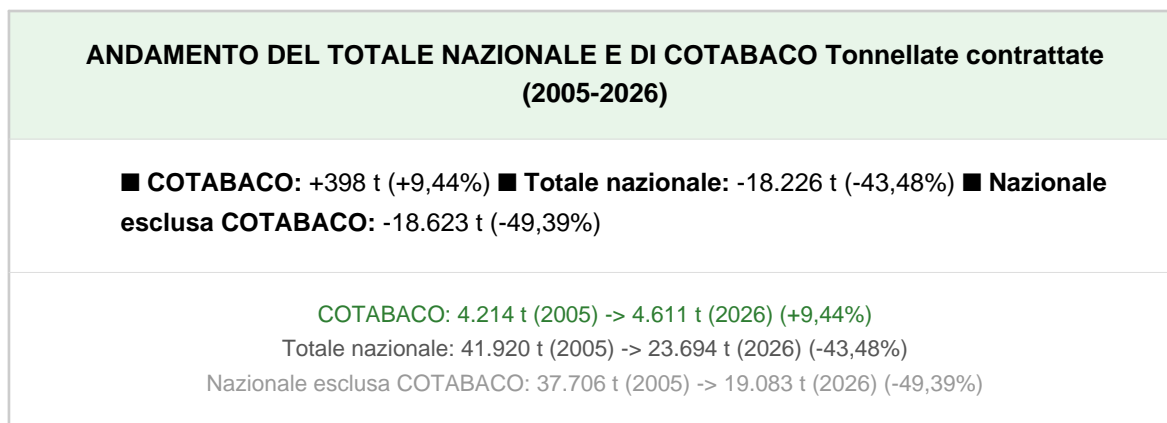 ANDAMENTO DEL TOTALE NAZIONALE E DI COTABACO Tonnellate contrattate
(2005-2026)
■ COTABACO: +398 t (+9,44%) ■ Totale nazionale: -18.226 t (-43,48%) ■ Nazionale
esclusa COTABACO: -18.623 t (-49,39%)
COTABACO: 4.214 t (2005) -> 4.611 t (2026) (+9,44%)
Totale nazionale: 41.920 t (2005) -> 23.694 t (2026) (-43,48%)
Nazionale esclusa COTABACO: 37.706 t (2005) -> 19.083 t (2026) (-49,39%)